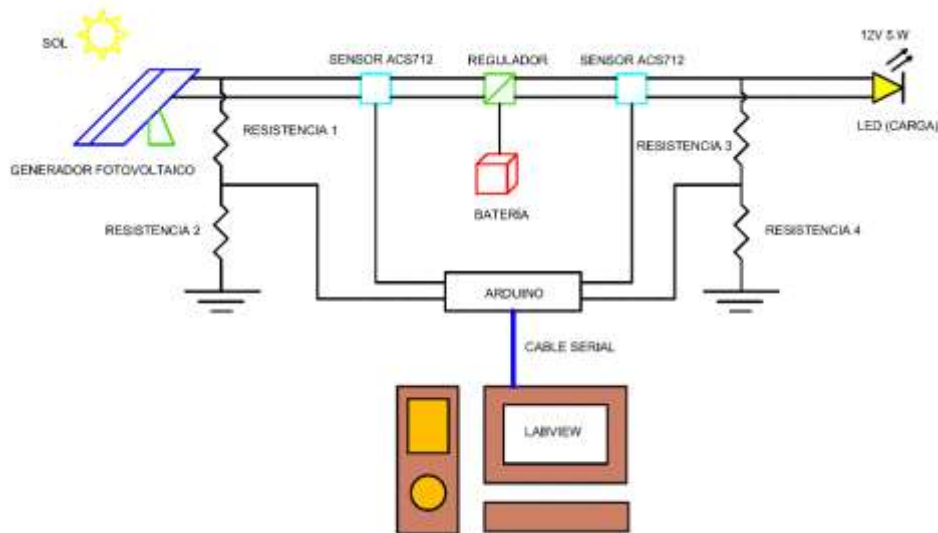 SOL
12V 5 W
SENSOR ACS712
REGULADOR
SENSOR ACS712
RESISTENCIA 1
LED (CARGA)
RESISTENCIA 3
GENERADOR FOTOVOLTAICO
BATERÍA
RESISTENCIA 2
RESISTENCIA 4
ARDUINO
CABLE SERIAL
LABVIEW